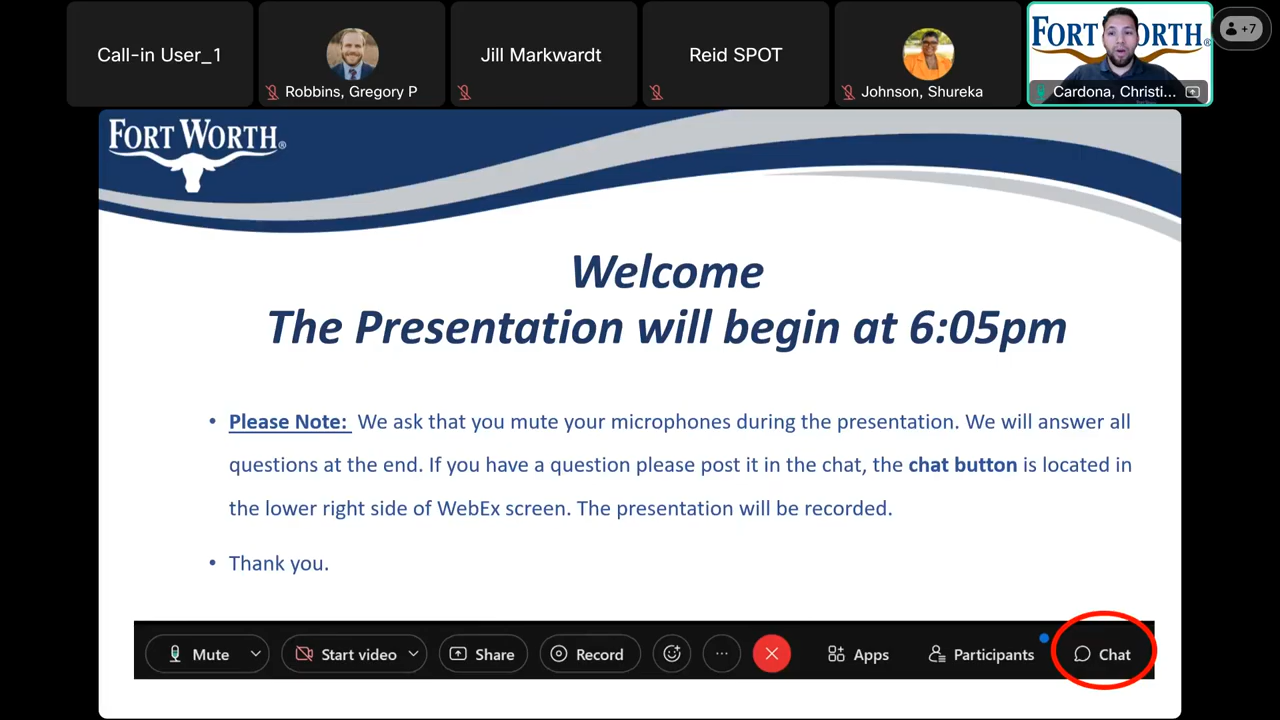 Call-in User_1
Robbins, Gregory P
Jill Markwardt
Reid SPOT
Johnson, Shureka
FORT WORTH®
Cardona, Christi...
+7
FORT WORTH®
Welcome
The Presentation will begin at 6:05pm
• Please Note: We ask that you mute your microphones during the presentation. We will answer all
questions at the end. If you have a question please post it in the chat, the chat button is located in
the lower right side of WebEx screen. The presentation will be recorded.
• Thank you.
Mute
Start video
Share
Record
Apps
Participants
Chat